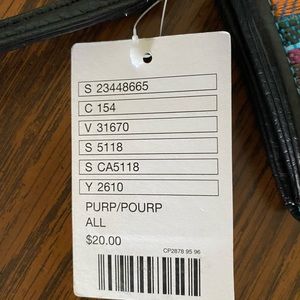 S 23448665
C 154
V 31670
S 5118
S CA5118
Y 2610
PURP/POURP
ALL
$20.00
CP2878 95 96